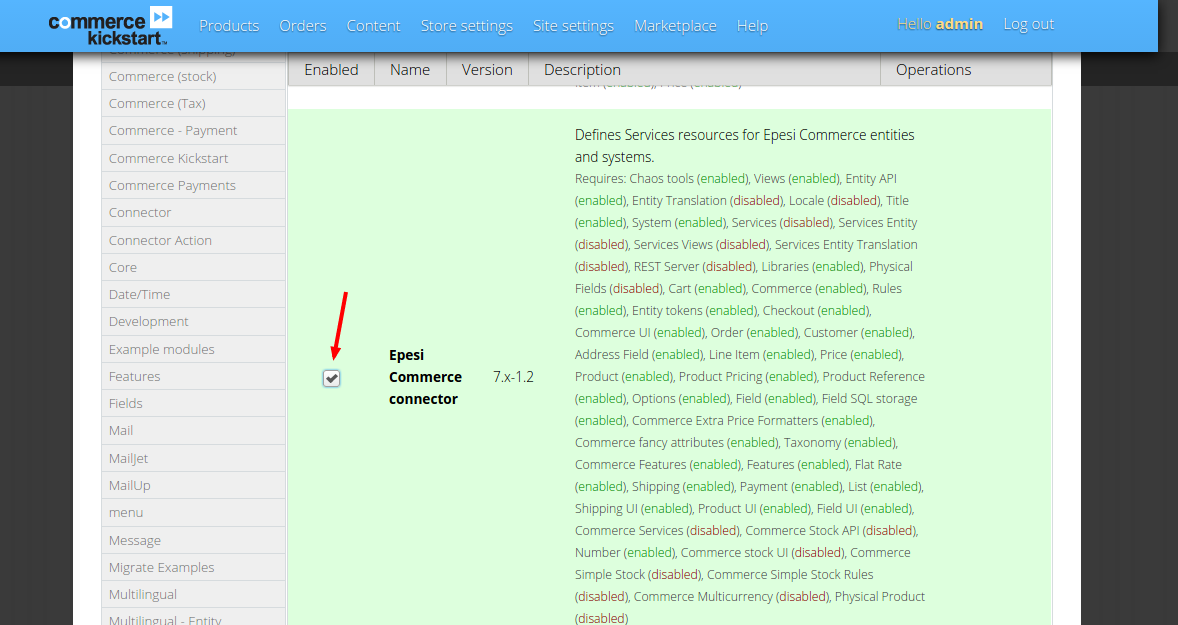 commerce
kickstart™
Products Orders Content Store settings Site settings Marketplace Help
Hello admin Log out
Commerce (shipping)
Commerce (stock)
Commerce (Tax)
Commerce - Payment
Commerce Kickstart
Commerce Payments
Connector
Connector Action
Core
Date/Time
Development
Example modules
Features
Fields
Mail
MailJet
MailUp
menu
Message
Migrate Examples
Multilingual
Multilingual - Entity
Enabled Name Version Description Operations
Item (enabled), Price (enabled)
Epesi
Commerce
connector
7.x-1.2
Defines Services resources for Epesi Commerce entities
and systems.
Requires: Chaos tools (enabled), Views (enabled), Entity API
(enabled), Entity Translation (disabled), Locale (disabled), Title
(enabled), System (enabled), Services (disabled), Services Entity
(disabled), Services Views (disabled), Services Entity Translation
(disabled), REST Server (disabled), Libraries (enabled), Physical
Fields (disabled), Cart (enabled), Commerce (enabled), Rules
(enabled), Entity tokens (enabled), Checkout (enabled),
Commerce UI (enabled), Order (enabled), Customer (enabled),
Address Field (enabled), Line Item (enabled), Price (enabled),
Product (enabled), Product Pricing (enabled), Product Reference
(enabled), Options (enabled), Field (enabled), Field SQL storage
(enabled), Commerce Extra Price Formatters (enabled),
Commerce fancy attributes (enabled), Taxonomy (enabled),
Commerce Features (enabled), Features (enabled), Flat Rate
(enabled), Shipping (enabled), Payment (enabled), List (enabled),
Shipping UI (enabled), Product UI (enabled), Field UI (enabled),
Commerce Services (disabled), Commerce Stock API (disabled),
Number (enabled), Commerce stock UI (disabled), Commerce
Simple Stock (disabled), Commerce Simple Stock Rules
(disabled), Commerce Multicurrency (disabled), Physical Product
(disabled)